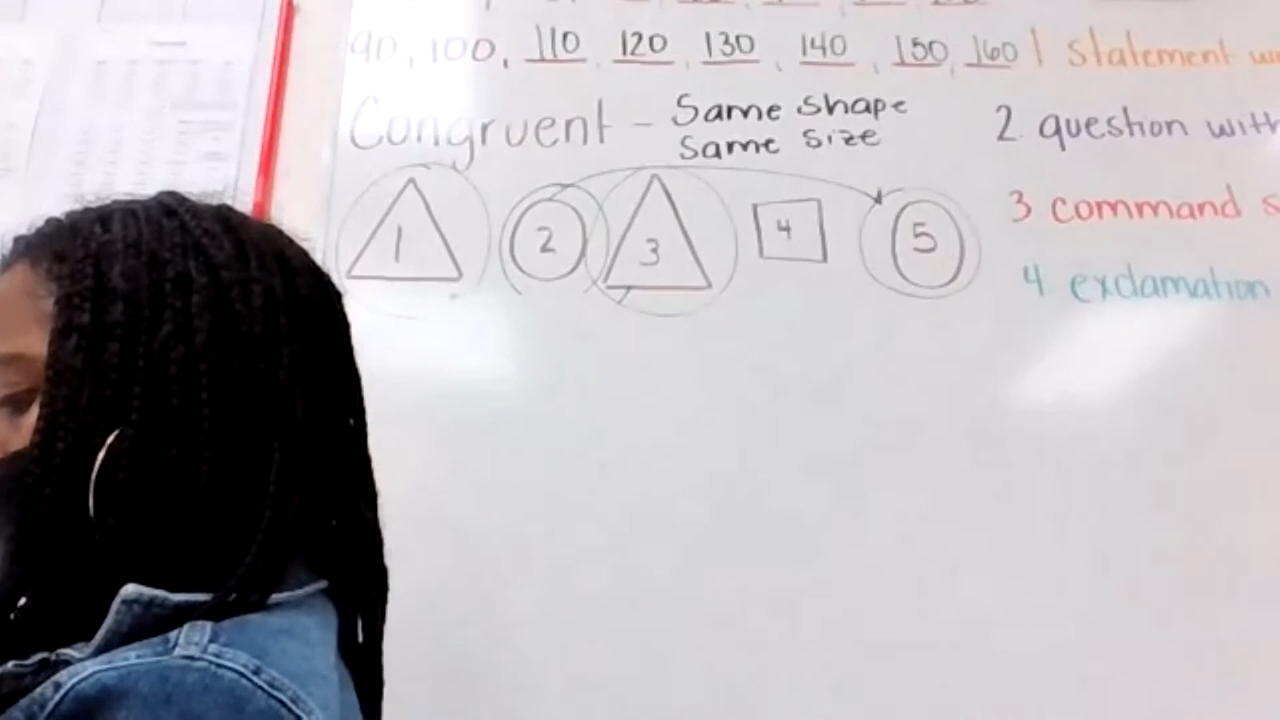 90, 100, 110, 120, 130, 140, 150, 160
Congruent - Same shape
Same size
1 2 3 4 5
1 statement
2. question with
3 command
4. exclamation